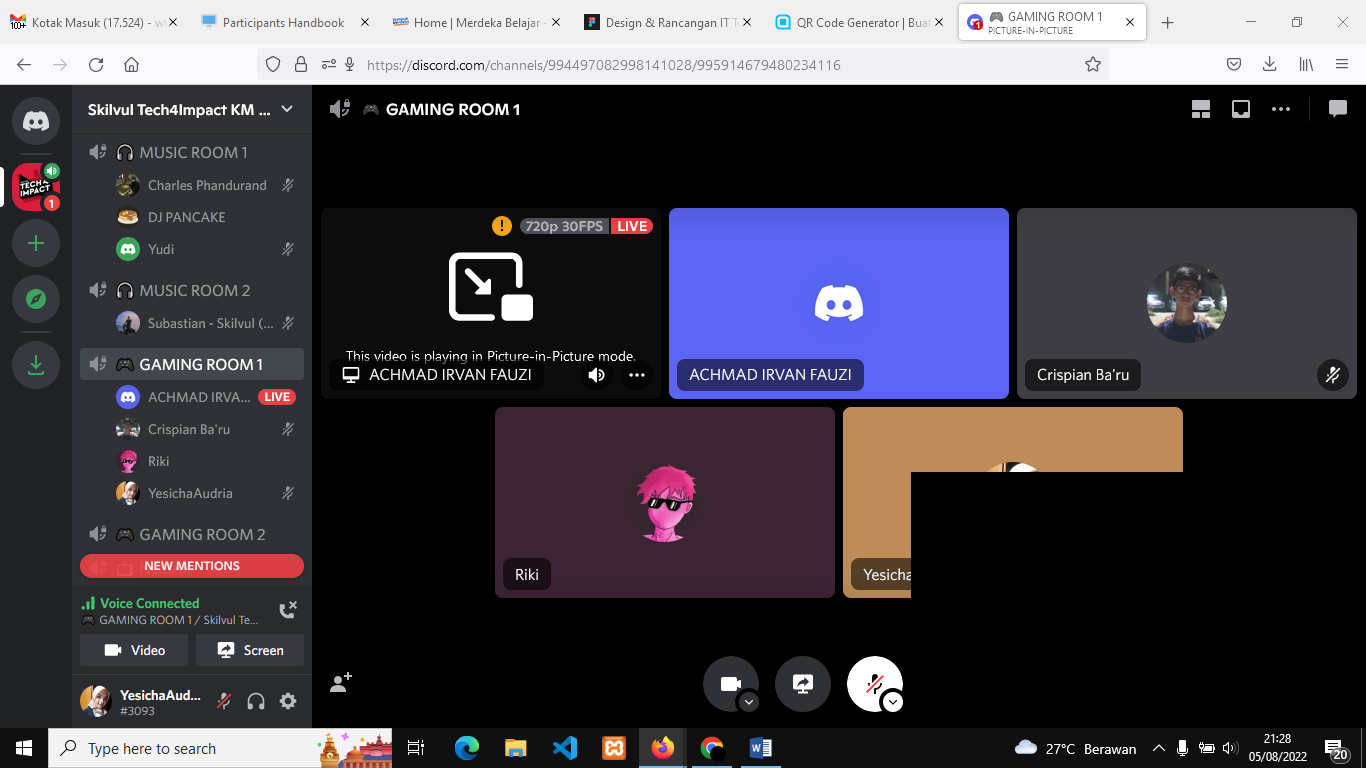 Kotak Masuk (17.524) - w
Participants Handbook
Home | Merdeka Belajar -
Design & Rancangan IT T
QR Code Generator | Bua
GAMING ROOM 1
PICTURE-IN-PICTURE
https://discord.com/channels/994497082998141028/995914679480234116
Skilvul Tech4Impact KM ...
GAMING ROOM 1
TECH4
IMPACT
1
MUSIC ROOM 1
Charles Phandurand
DJ PANCAKE
Yudi
MUSIC ROOM 2
Subastian - Skilvul (...
GAMING ROOM 1
ACHMAD IRVA... LIVE
Crispian Ba'ru
Riki
YesichaAudria
GAMING ROOM 2
NEW MENTIONS
Voice Connected
GAMING ROOM 1 / Skilvul Te...
Video
Screen
YesichaAud...
#3093
720p 30FPS LIVE
This video is playing in Picture-in-Picture mode.
ACHMAD IRVAN FAUZI
ACHMAD IRVAN FAUZI
Crispian Ba'ru
Riki
Yesicha
Type here to search
27°C Berawan
21:28
05/08/2022
20